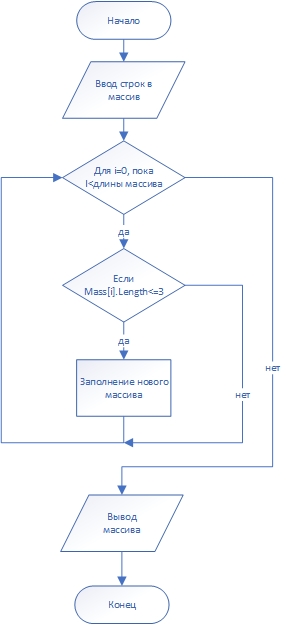 Начало
Ввод строк в
массив
Для i=0, пока
I<длины массива
да
Если
Mass[i].Length<=3
да
Заполнение нового
массива
нет
нет
Вывод
массива
Конец